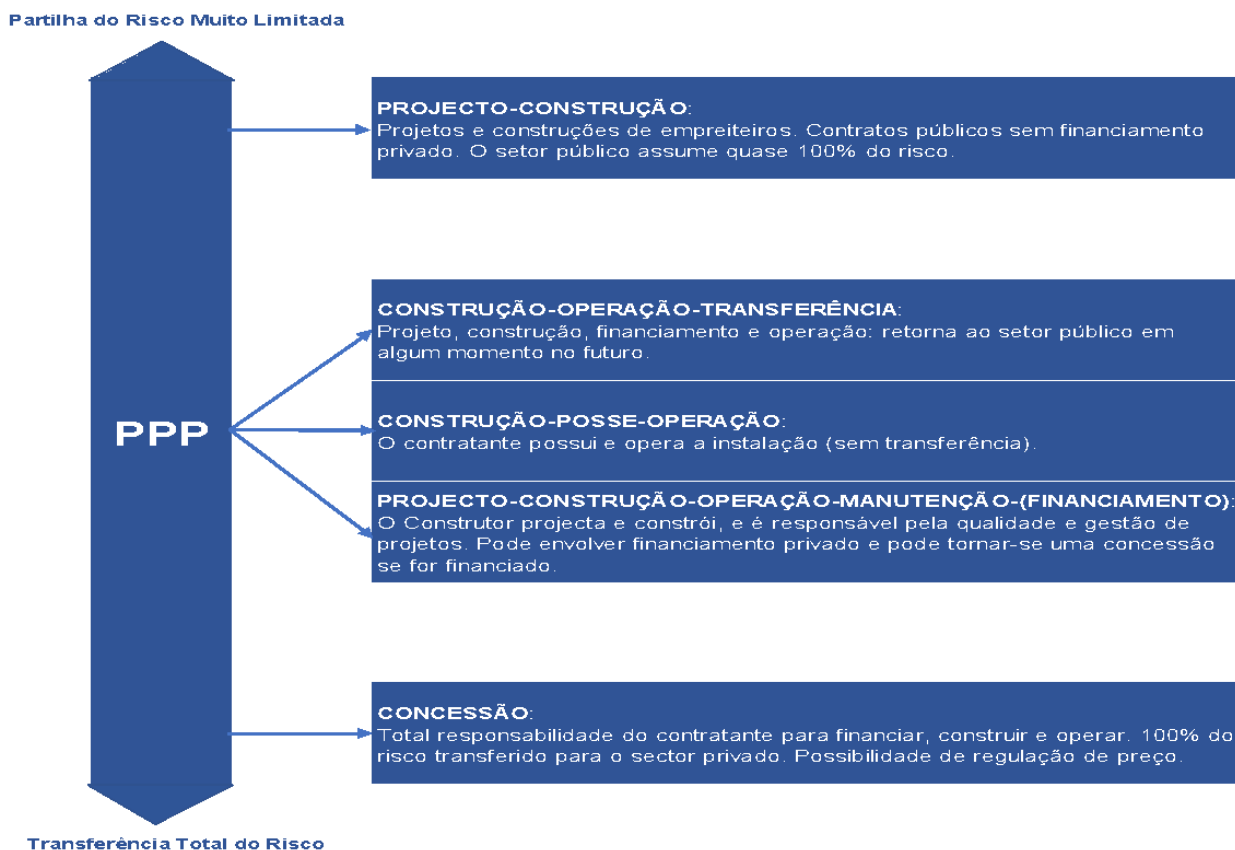 Partilha do Risco Muito Limitada
PROJECTO-CONSTRUÇÃO:
Projetos e construções de empreiteiros. Contratos públicos sem financiamento
privado. O setor público assume quase 100% do risco.
CONSTRUÇÃO-OPERAÇÃO-TRANSFERÊNCIA:
Projeto, construção, financiamento e operação: retorna ao setor público em
algum momento no futuro.
PPP
CONSTRUÇÃO-POSSE-OPERAÇÃO:
O contratante possui e opera a instalação (sem transferência).
PROJECTO-CONSTRUÇÃO-OPERAÇÃO-MANUTENÇÃO-(FINANCIAMENTO):
O Construtor projecta e constrói, e é responsável pela qualidade e gestão de
projetos. Pode envolver financiamento privado e pode tornar-se uma concessão
se for financiado.
CONCESSÃO:
Total responsabilidade do contratante para financiar, construir e operar. 100% do
risco transferido para o sector privado. Possibilidade de regulação de preço.
Transferência Total do Risco